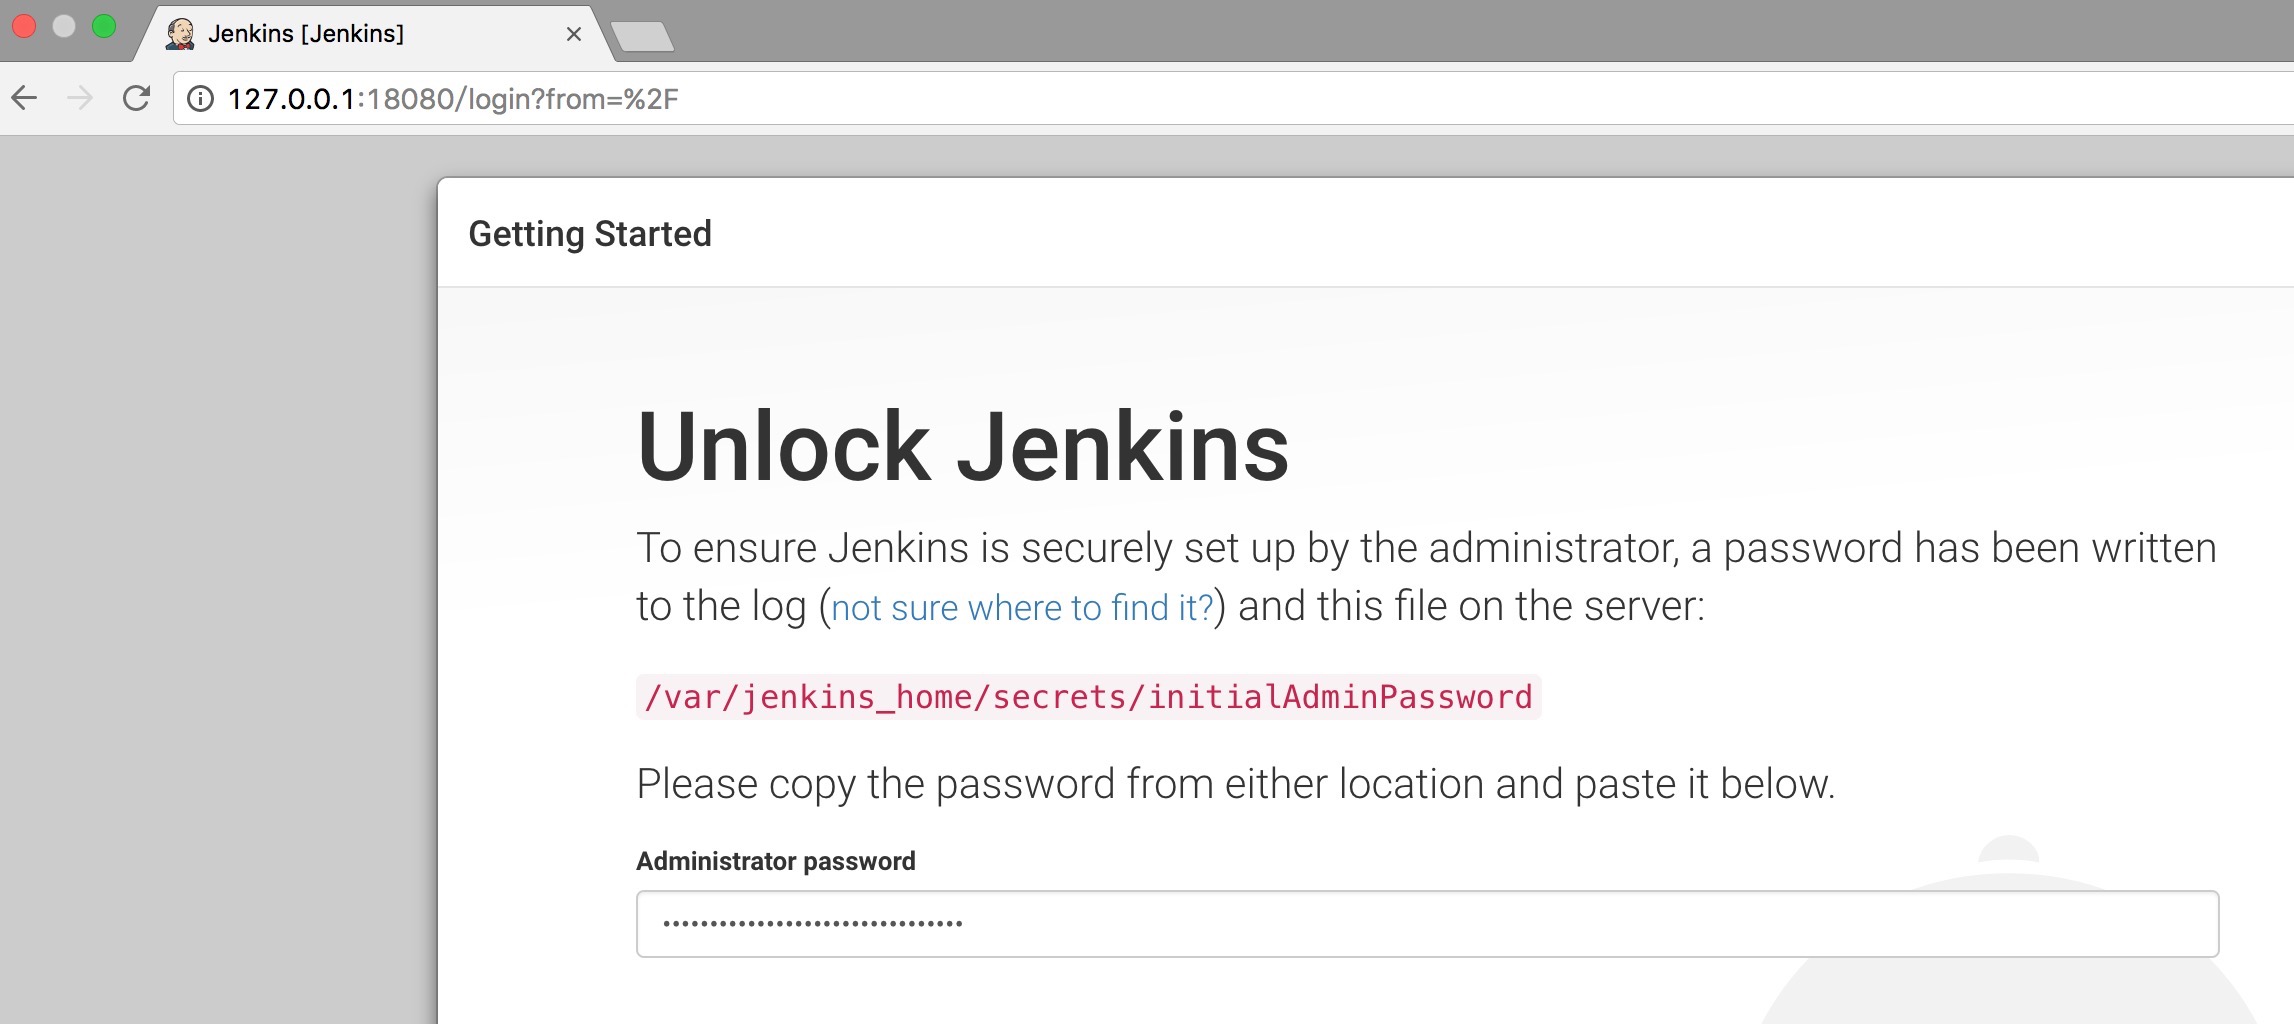 Jenkins [Jenkins]
127.0.0.1:18080/login?from=%2F
Getting Started
Unlock Jenkins
To ensure Jenkins is securely set up by the administrator, a password has been written
to the log (not sure where to find it?) and this file on the server:
/var/jenkins_home/secrets/initialAdminPassword
Please copy the password from either location and paste it below.
Administrator password
••••••••••••••••••••••••••••••••